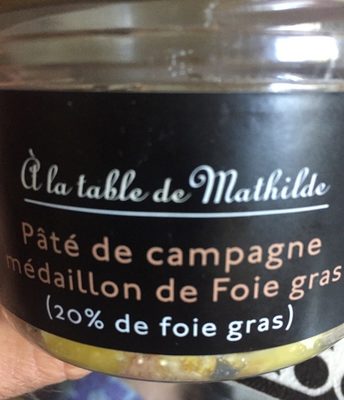 À la table de Mathilde
Pâté de campagne
médaillon de Foie gras
(20% de foie gras)